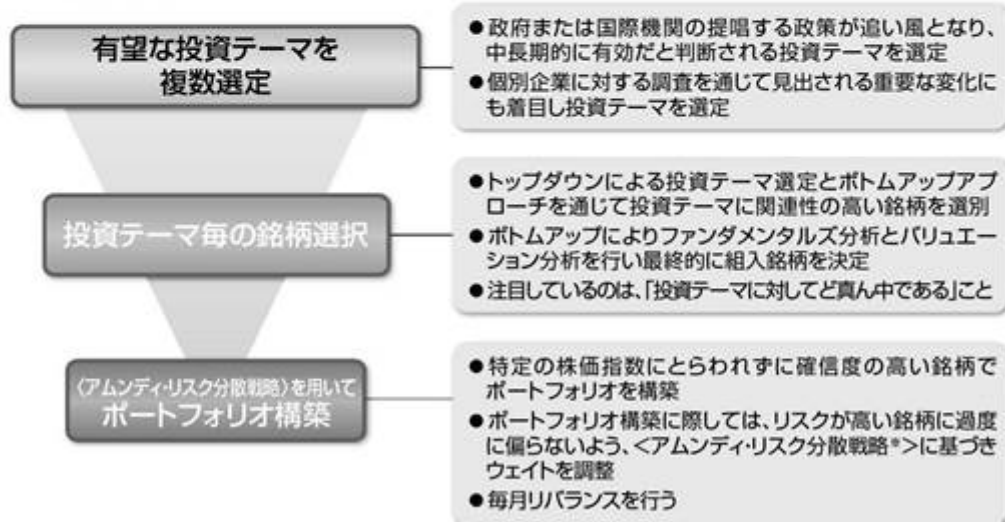 有望な投資テーマを
複数選定
●政府または国際機関の提唱する政策が追い風となり、
中長期的に有効だと判断される投資テーマを選定
●個別企業に対する調査を通じて見出される重要な変化に
も着目し投資テーマを選定
投資テーマ毎の銘柄選択
●トップダウンによる投資テーマ選定とボトムアップアプ
ローチを通じて投資テーマに関連性の高い銘柄を選別
●ボトムアップによりファンダメンタルズ分析とバリュエー
ション分析を行い最終的に組入銘柄を決定
●注目しているのは、「投資テーマに対してど真ん中である」こと
〈アムンディ・リスク分散戦略〉を用いて
ポートフォリオ構築
●特定の株価指数にとらわれずに確信度の高い銘柄で
ポートフォリオを構築
●ポートフォリオ構築に際しては、リスクが高い銘柄に過度
に偏らないよう、<アムンディ・リスク分散戦略*>に基づき
ウェイトを調整
●毎月リバランスを行う